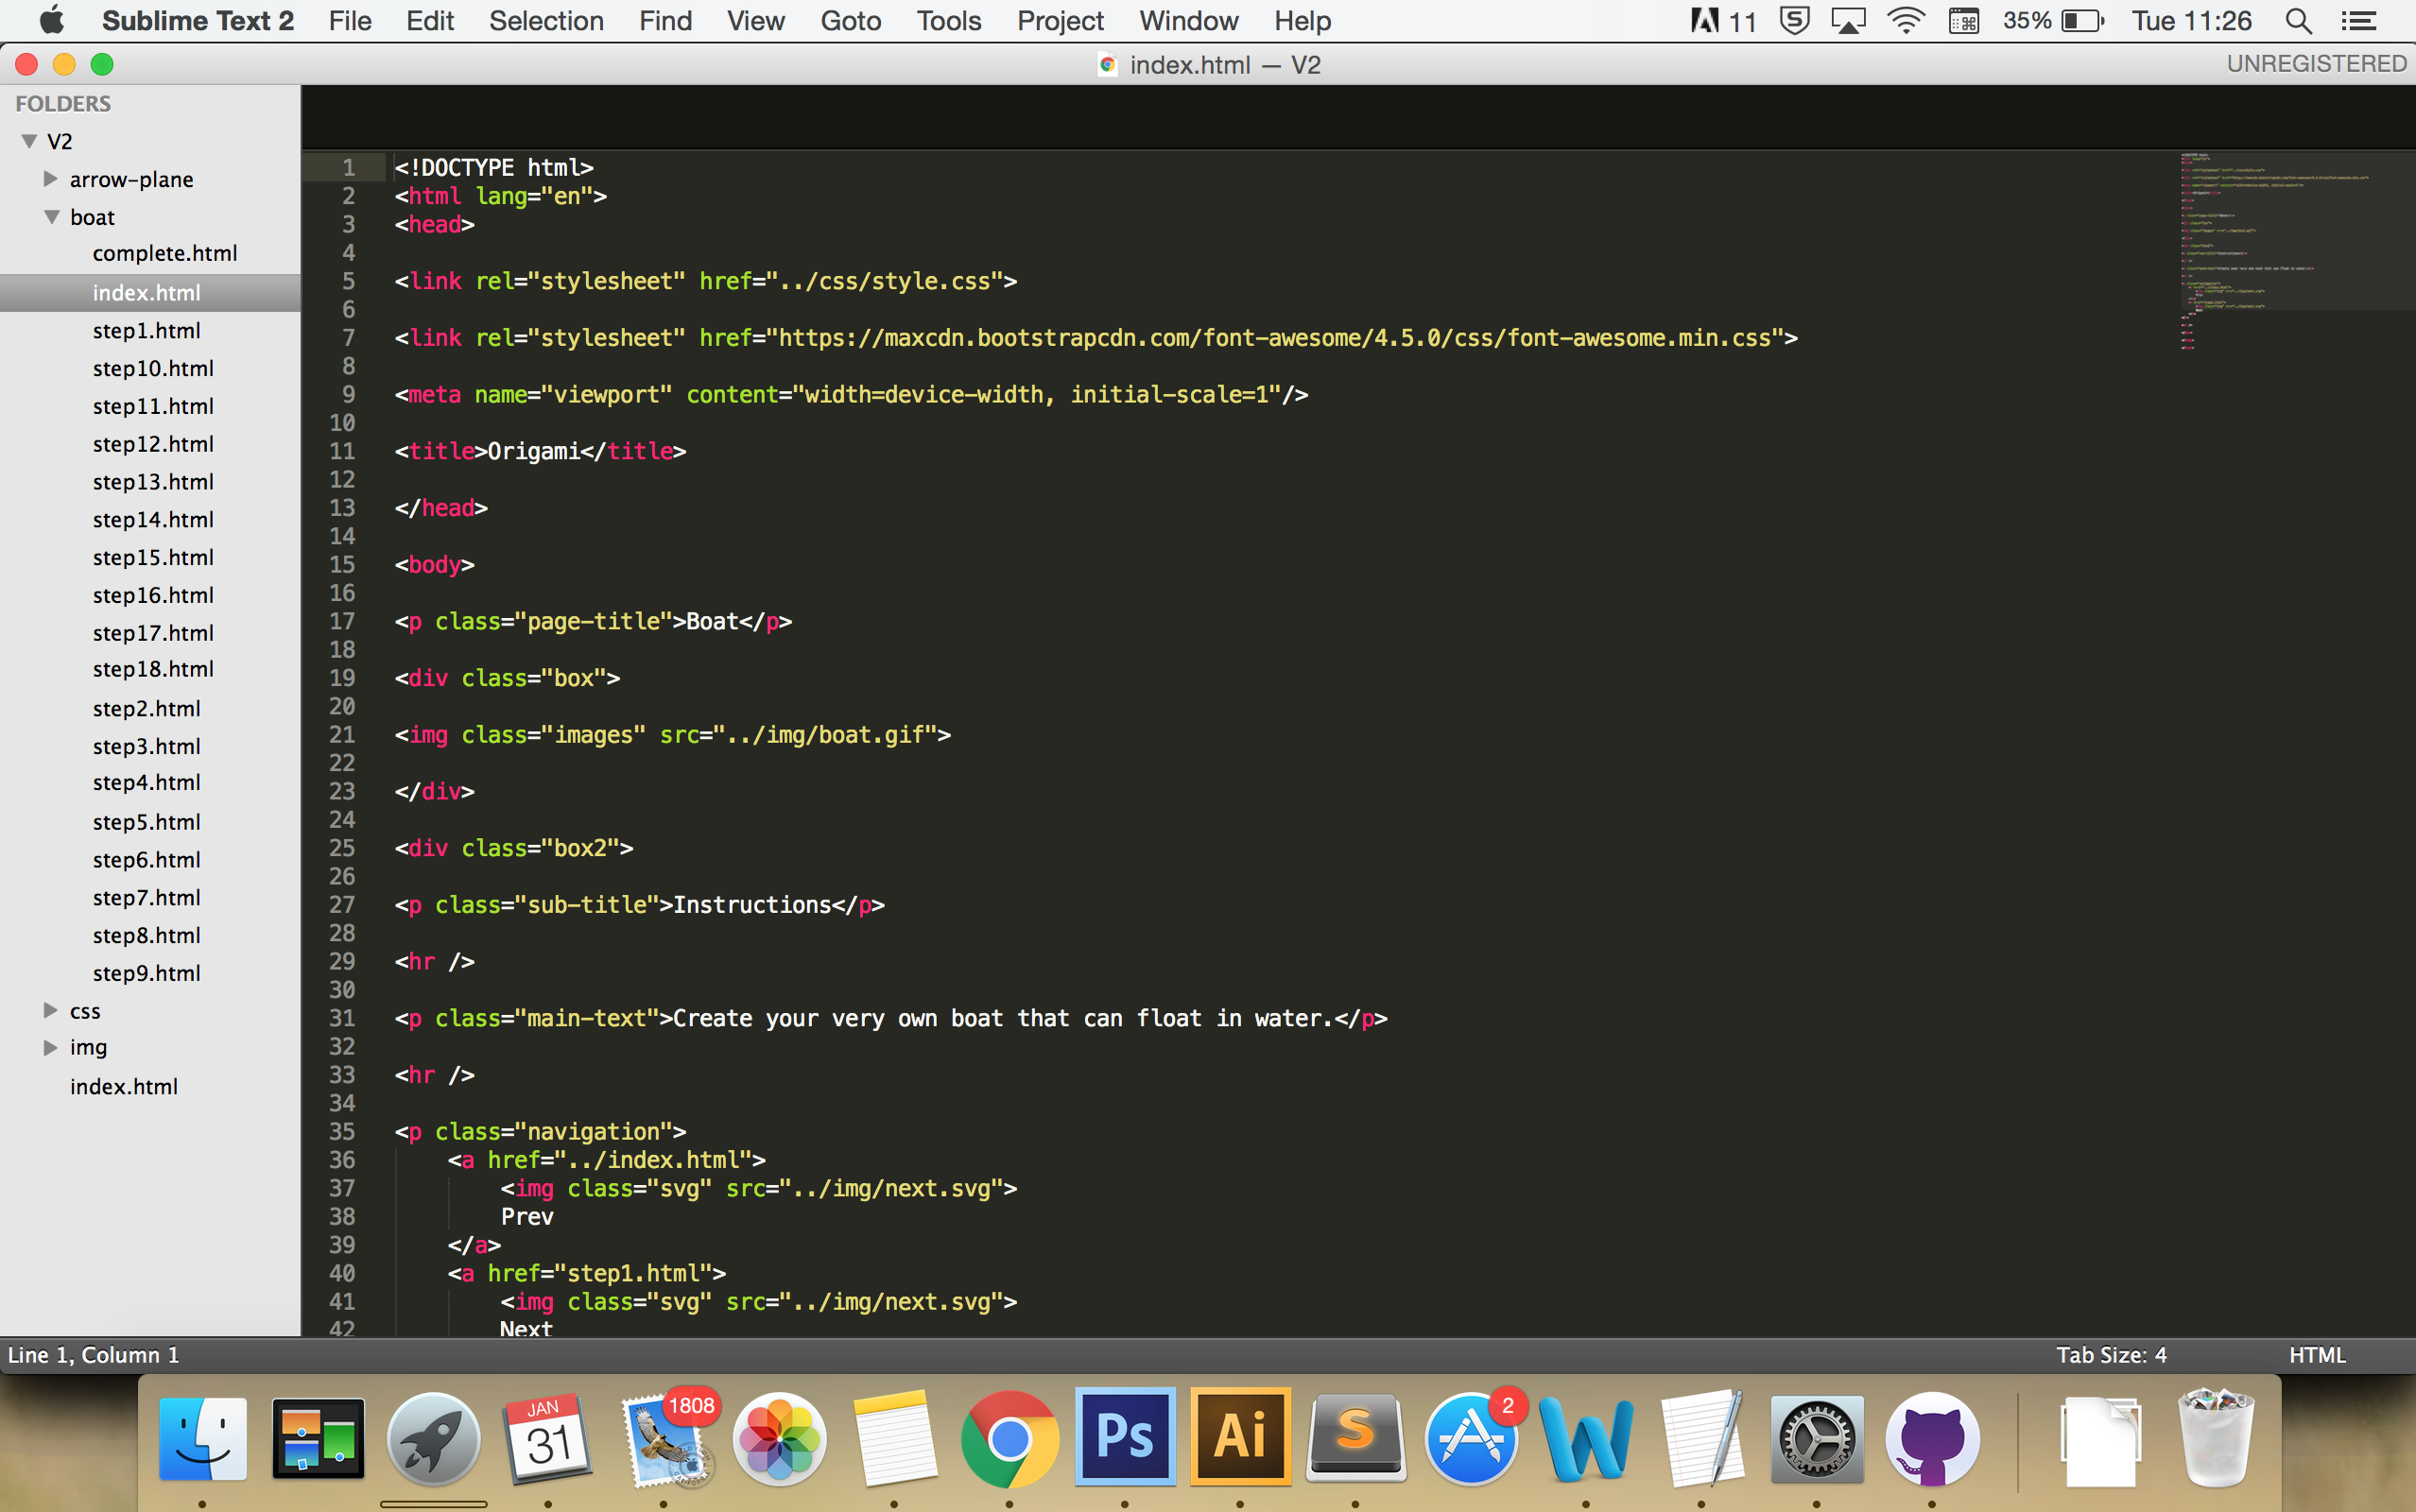 Sublime Text 2 File Edit Selection Find View Goto Tools Project Window Help 11 35% Tue 11:26
index.html — V2 UNREGISTERED
FOLDERS
V2
arrow-plane
boat
complete.html
index.html
step1.html
step10.html
step11.html
step12.html
step13.html
step14.html
step15.html
step16.html
step17.html
step18.html
step2.html
step3.html
step4.html
step5.html
step6.html
step7.html
step8.html
step9.html
css
img
index.html
1 <!DOCTYPE html>
2 <html lang="en">
3 <head>
4
5 <link rel="stylesheet" href="../css/style.css">
6
7 <link rel="stylesheet" href="https://maxcdn.bootstrapcdn.com/font-awesome/4.5.0/css/font-awesome.min.css">
8
9 <meta name="viewport" content="width=device-width, initial-scale=1"/>
10
11 <title>Origami</title>
12
13 </head>
14
15 <body>
16
17 <p class="page-title">Boat</p>
18
19 <div class="box">
20
21 <img class="images" src="../img/boat.gif">
22
23 </div>
24
25 <div class="box2">
26
27 <p class="sub-title">Instructions</p>
28
29 <hr />
30
31 <p class="main-text">Create your very own boat that can float in water.</p>
32
33 <hr />
34
35 <p class="navigation">
36 <a href="../index.html">
37 <img class="svg" src="../img/next.svg">
38 Prev
39 </a>
40 <a href="step1.html">
41 <img class="svg" src="../img/next.svg">
42 Next
Line 1, Column 1 Tab Size: 4 HTML
JAN
31
1808
Ps
Ai
S
2
W